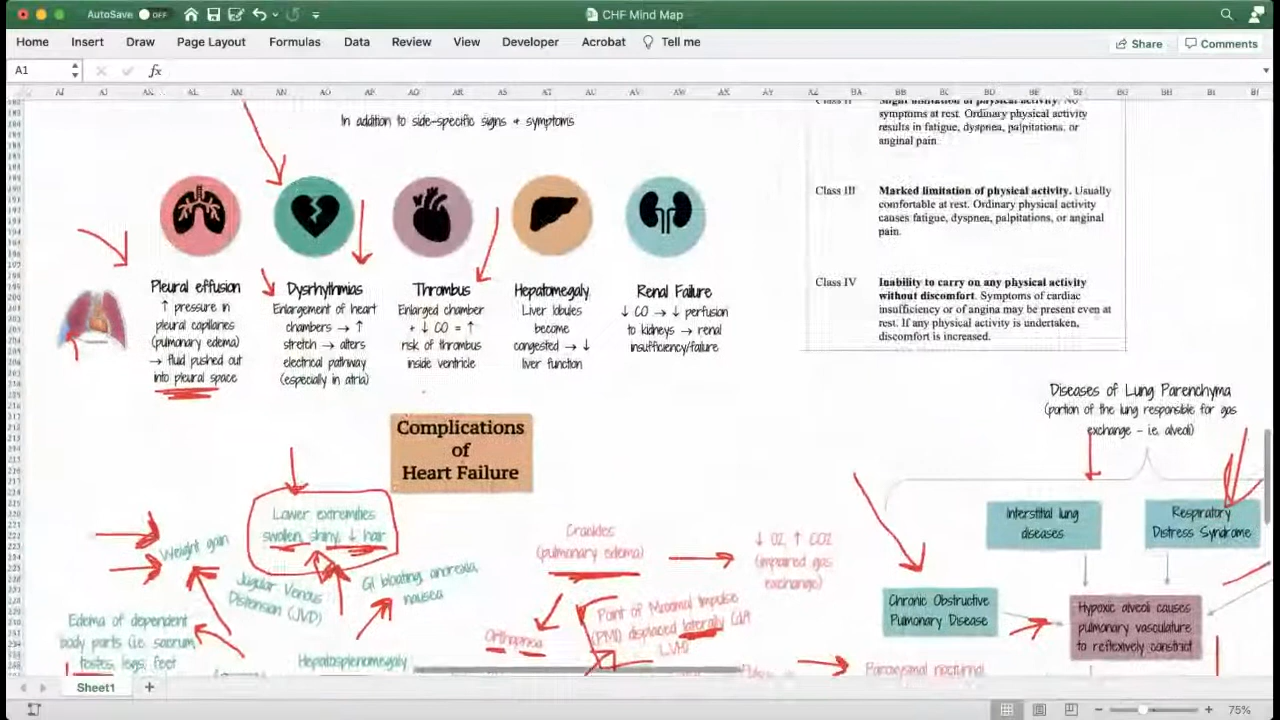 AutoSave OFF
CHF Mind Map
Home Insert Draw Page Layout Formulas Data Review View Developer Acrobat Tell me
Share Comments
A1
fx
In addition to side-specific signs + symptoms
Pleural effusion
↑ pressure in
pleural capillaries
(pulmonary edema)
→ fluid pushed out
into pleural space
Dysrhythmias
Enlargement of heart
chambers → ↑
stretch → alters
electrical pathway
(especially in atria)
Thrombus
Enlarged chamber
+ ↓ CO = ↑
risk of thrombus
inside ventricle
Hepatomegaly
Liver lobules
become
congested → ↓
liver function
Renal Failure
↓ CO → ↓ perfusion
to kidneys → renal
insufficiency/failure
symptoms at rest. Ordinary physical activity
results in fatigue, dyspnea, palpitations, or
anginal pain.
Class III Marked limitation of physical activity. Usually
comfortable at rest. Ordinary physical activity
causes fatigue, dyspnea, palpitations, or anginal
pain.
Class IV Inability to carry on any physical activity
without discomfort. Symptoms of cardiac
insufficiency or of angina may be present even at
rest. If any physical activity is undertaken,
discomfort is increased.
Complications
of
Heart Failure
Diseases of Lung Parenchyma
(portion of the lung responsible for gas
exchange - i.e. alveoli)
Interstitial lung
diseases
Respiratory
Distress Syndrome
Chronic Obstructive
Pulmonary Disease
Hypoxic alveoli causes
pulmonary vasculature
to reflexively constrict
Lower extremities
swollen, shiny, ↓ hair
Weight gain
Jugular Venous
Distension (JVD)
GI bloating, anorexia,
nausea
Edema of dependent
body parts (i.e. sacrum,
testes, legs, feet
Hepatosplenomegaly
Crackles
(pulmonary edema)
↓ O2, ↑ CO2
(impaired gas
exchange)
Orthopnea
Point of Maximal Impulse
(PMI) displaced laterally
Paroxysmal nocturnal
Sheet1
75%